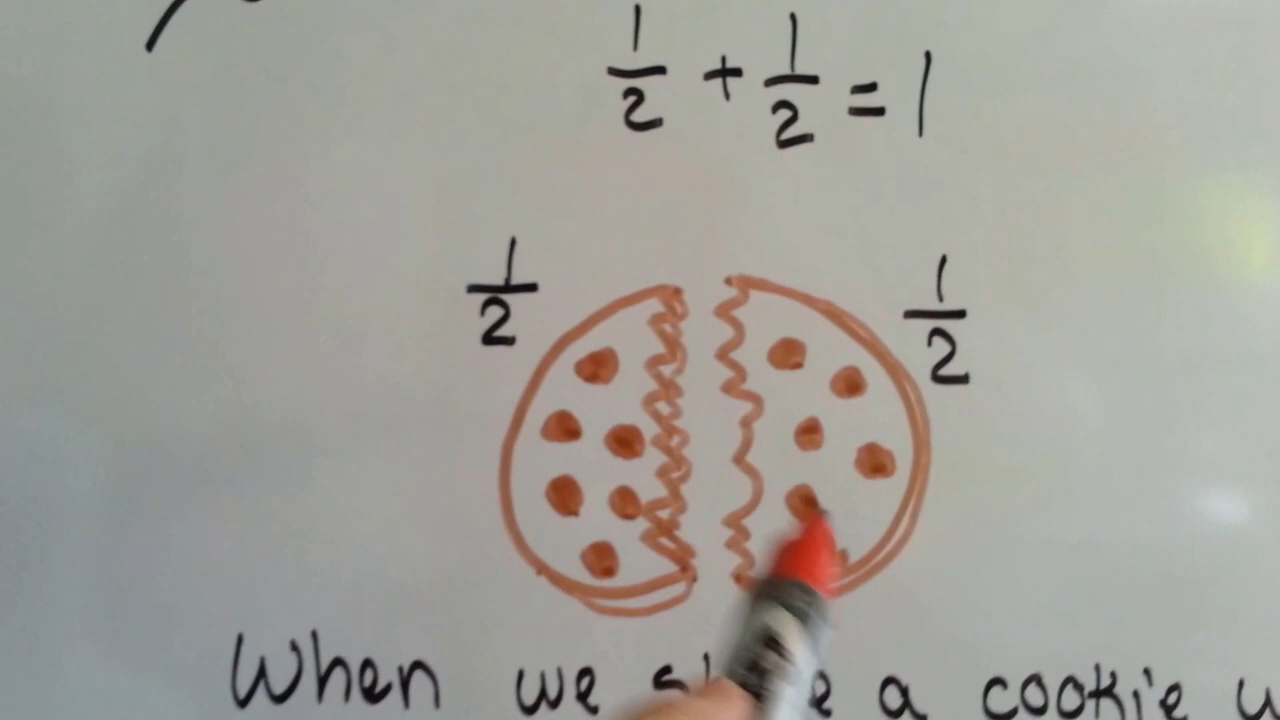 1/2 + 1/2 = 1
1/2 1/2
When we a cookie